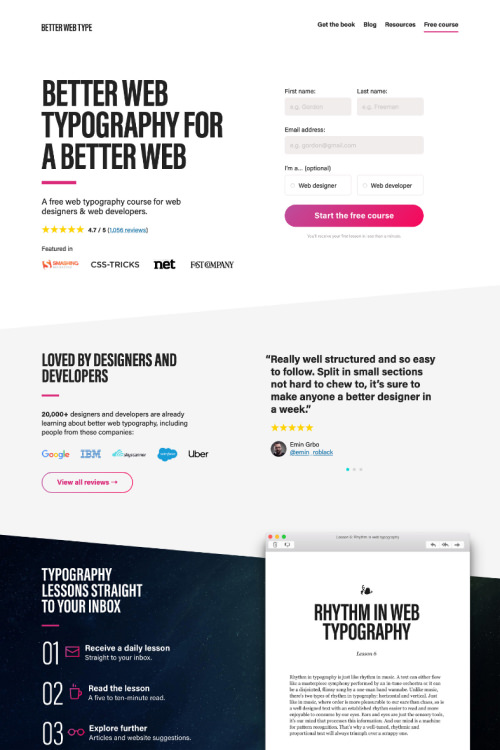 BETTER WEB TYPE
Get the book Blog Resources Free course
BETTER WEB
TYPOGRAPHY FOR
A BETTER WEB
A free web typography course for web
designers & web developers.
4.7 / 5 (1,056 reviews)
Featured in
SMASHING
CSS-TRICKS
net
FAST COMPANY
First name:
Last name:
e.g. Gordon
e.g. Freeman
Email address:
e.g. gordon@gmail.com
I'm a... (optional)
Web designer
Web developer
Start the free course
You'll receive your first lesson in less than a minute.
LOVED BY DESIGNERS AND
DEVELOPERS
20,000+ designers and developers are already
learning about better web typography, including
people from these companies:
Google IBM skyscanner salesforce Uber
View all reviews →
“Really well structured and so easy
to follow. Split in small sections
not hard to chew to, it’s sure to
make anyone a better designer in
a week.”
Emin Grbo
@emin_roblack
TYPOGRAPHY
LESSONS STRAIGHT
TO YOUR INBOX
01 Receive a daily lesson
Straight to your inbox.
02 Read the lesson
A five to ten-minute read.
03 Explore further
Articles and website suggestions.
Lesson 6: Rhythm in web typography
RHYTHM IN WEB
TYPOGRAPHY
Lesson 6
Rhythm in typography is just like rhythm in music. A text can either flow
like a masterpiece symphony performed by an in-tune orchestra or it can
be a disjointed, flimsy song by a one-man band wannabe. Unlike music,
there's two types of rhythm in typography: horizontal and vertical. Just
like in music, where order is more pleasurable to our ears than chaos, so is
a well designed text with an established rhythm easier to read and more
enjoyable to consume by our eyes. Ears and eyes are just the sensory tools,
it's our mind that processes this information. And our mind is a machine
for pattern recognition. That's why a well-tuned, rhythmic and
proportional text will always triumph over a scrappy one.